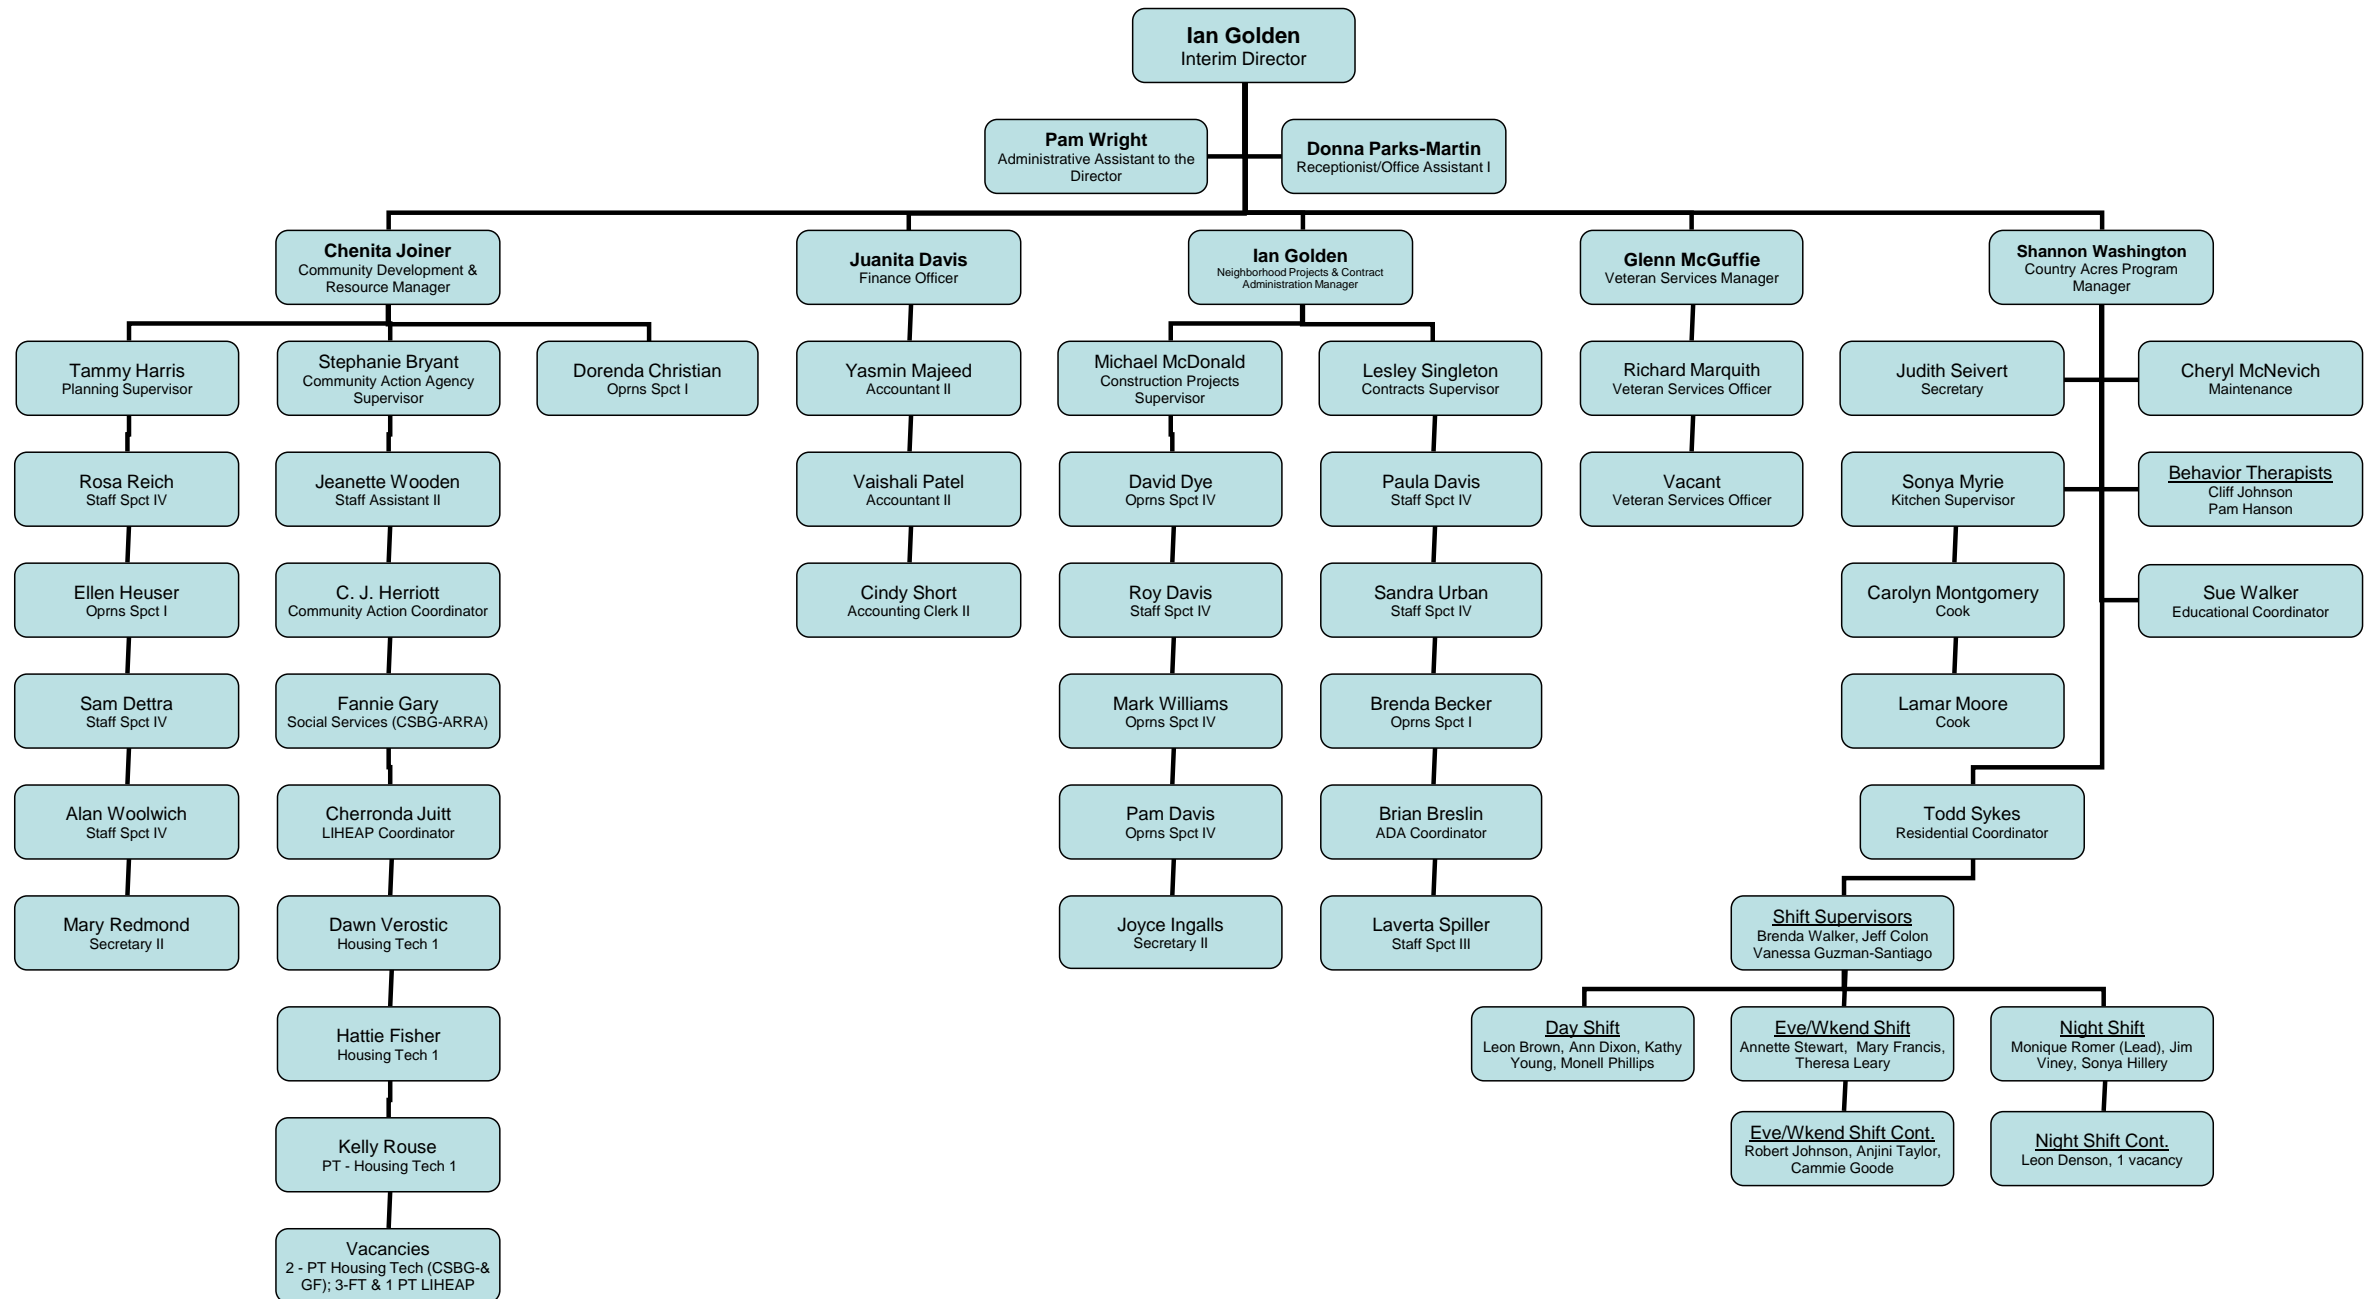 Ian Golden
Interim Director
Pam Wright
Administrative Assistant to the
Director
Donna Parks-Martin
Receptionist/Office Assistant I
Chenita Joiner
Community Development &
Resource Manager
Juanita Davis
Finance Officer
Ian Golden
Neighborhood Projects & Contract
Administration Manager
Glenn McGuffie
Veteran Services Manager
Shannon Washington
Country Acres Program
Manager
Tammy Harris
Planning Supervisor
Stephanie Bryant
Community Action Agency
Supervisor
Dorenda Christian
Oprns Spct I
Yasmin Majeed
Accountant II
Michael McDonald
Construction Projects
Supervisor
Lesley Singleton
Contracts Supervisor
Richard Marquith
Veteran Services Officer
Judith Seivert
Secretary
Cheryl McNevich
Maintenance
Rosa Reich
Staff Spct IV
Jeanette Wooden
Staff Assistant II
Vaishali Patel
Accountant II
David Dye
Oprns Spct IV
Paula Davis
Staff Spct IV
Vacant
Veteran Services Officer
Sonya Myrie
Kitchen Supervisor
Behavior Therapists
Cliff Johnson
Pam Hanson
Ellen Heuser
Oprns Spct I
C. J. Herriott
Community Action Coordinator
Cindy Short
Accounting Clerk II
Roy Davis
Staff Spct IV
Sandra Urban
Staff Spct IV
Carolyn Montgomery
Cook
Sue Walker
Educational Coordinator
Sam Dettra
Staff Spct IV
Fannie Gary
Social Services (CSBG-ARRA)
Mark Williams
Oprns Spct IV
Brenda Becker
Oprns Spct I
Lamar Moore
Cook
Alan Woolwich
Staff Spct IV
Cherronda Juitt
LIHEAP Coordinator
Pam Davis
Oprns Spct IV
Brian Breslin
ADA Coordinator
Todd Sykes
Residential Coordinator
Mary Redmond
Secretary II
Dawn Verostic
Housing Tech 1
Joyce Ingalls
Secretary II
Laverta Spiller
Staff Spct III
Shift Supervisors
Brenda Walker, Jeff Colon
Vanessa Guzman-Santiago
Hattie Fisher
Housing Tech 1
Day Shift
Leon Brown, Ann Dixon, Kathy
Young, Monell Phillips
Eve/Wkend Shift
Annette Stewart,  Mary Francis,
Theresa Leary
Night Shift
Monique Romer (Lead), Jim
Viney, Sonya Hillery
Kelly Rouse
PT - Housing Tech 1
Eve/Wkend Shift Cont.
Robert Johnson, Anjini Taylor,
Cammie Goode
Night Shift Cont.
Leon Denson, 1 vacancy
Vacancies
2 - PT Housing Tech (CSBG-&
GF); 3-FT & 1 PT LIHEAP